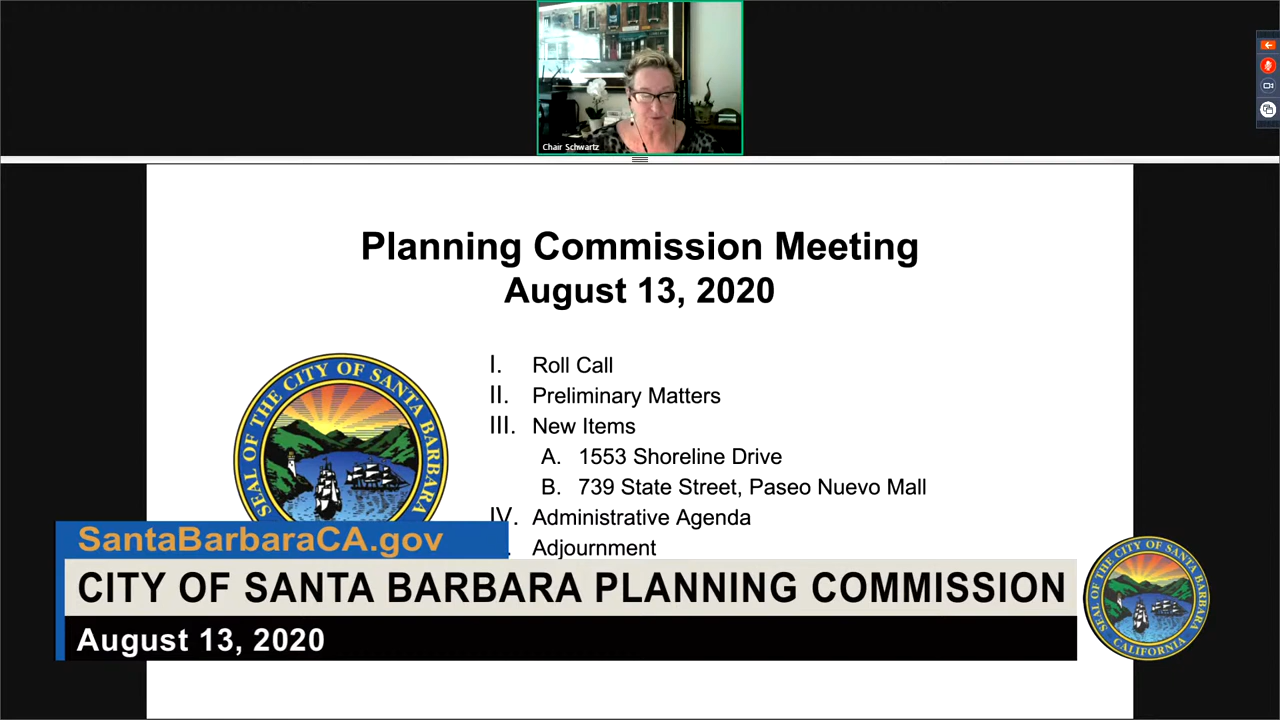 Chair Schwartz
Planning Commission Meeting
August 13, 2020
I. Roll Call
II. Preliminary Matters
III. New Items
A. 1553 Shoreline Drive
B. 739 State Street, Paseo Nuevo Mall
IV. Administrative Agenda
Adjournment
SEAL OF THE CITY OF SANTA BARBARA
SantaBarbaraCA.gov
CITY OF SANTA BARBARA PLANNING COMMISSION
August 13, 2020
SEAL OF THE CITY OF SANTA BARBARA
CALIFORNIA